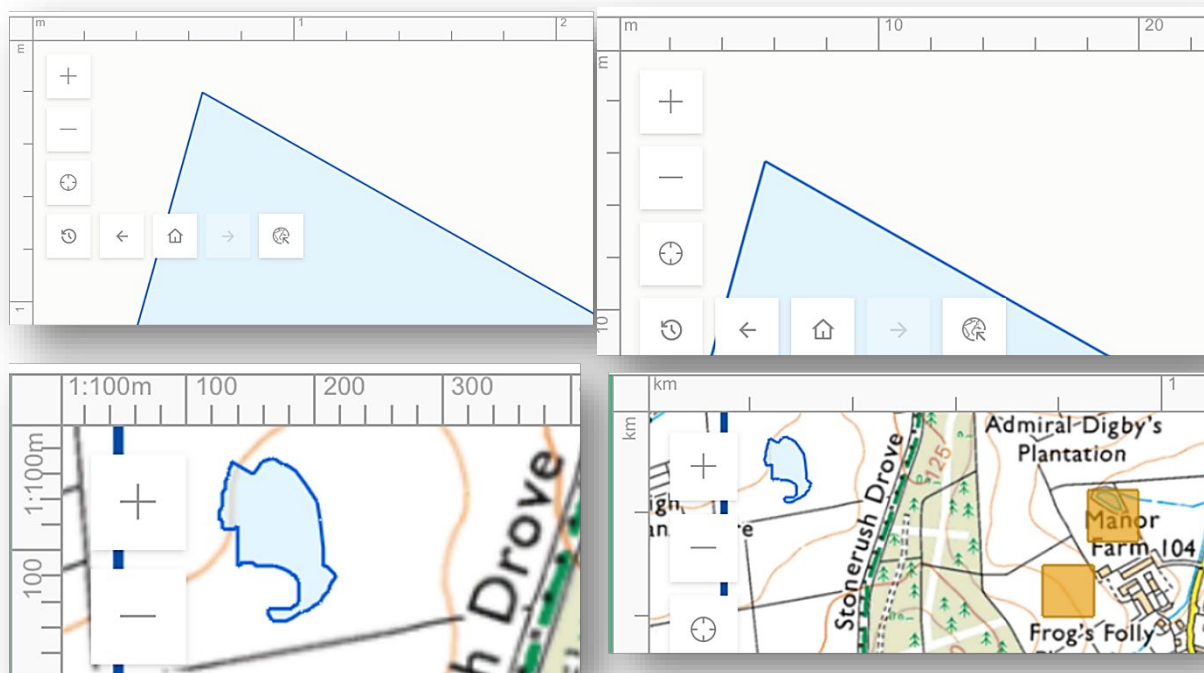 m 1 2
m
1
m 10 20
m
10
1:100m 100 200 300
1:100m
100
h Drove
km 1
km
Admiral Digby's
Plantation
125
Stonerush Drove
Manor
Farm 104
Frog's Folly